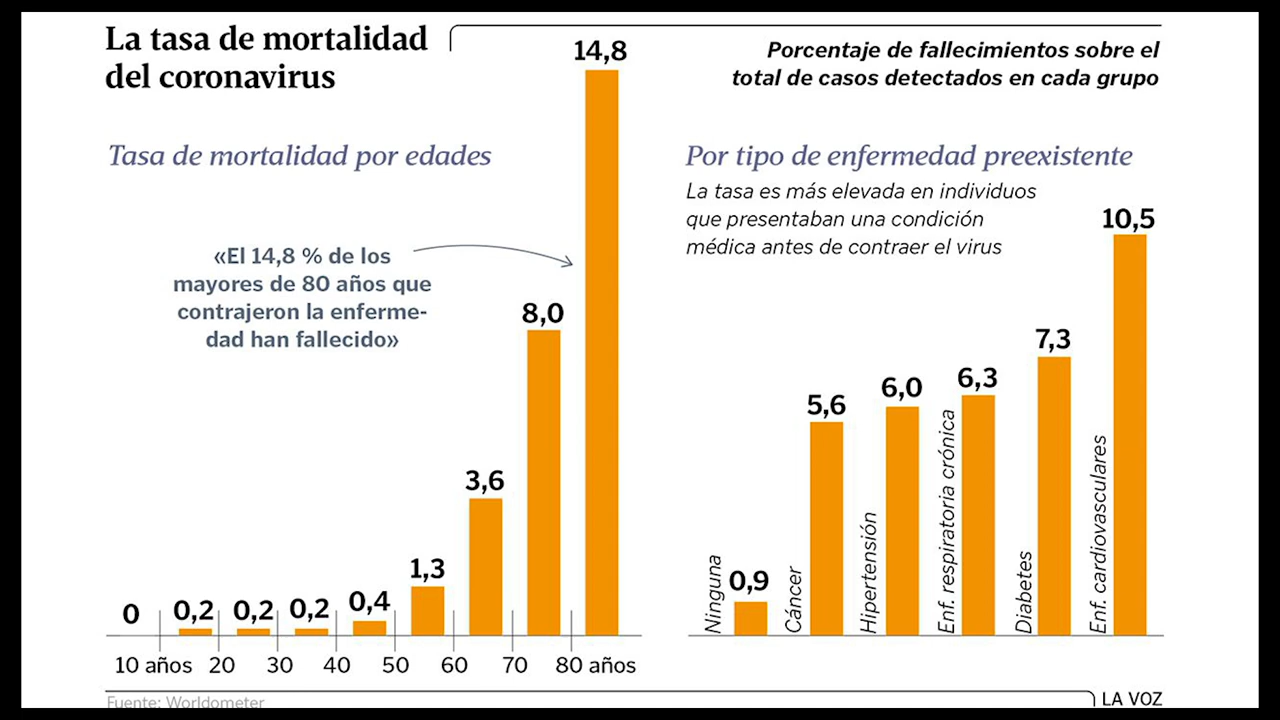 La tasa de mortalidad
del coronavirus
Porcentaje de fallecimientos sobre el
total de casos detectados en cada grupo
Tasa de mortalidad por edades
«El 14,8 % de los
mayores de 80 años que
contrajeron la enferme-
dad han fallecido»
0
0,2
0,2
0,2
0,4
1,3
3,6
8,0
14,8
10 años 20 30 40 50 60 70 80 años
Por tipo de enfermedad preexistente
La tasa es más elevada en individuos
que presentaban una condición
médica antes de contraer el virus
Ninguna
0,9
Cáncer
5,6
Hipertensión
6,0
Enf. respiratoria crónica
6,3
Diabetes
7,3
Enf. cardiovasculares
10,5
Fuente: Worldometer
LA VOZ